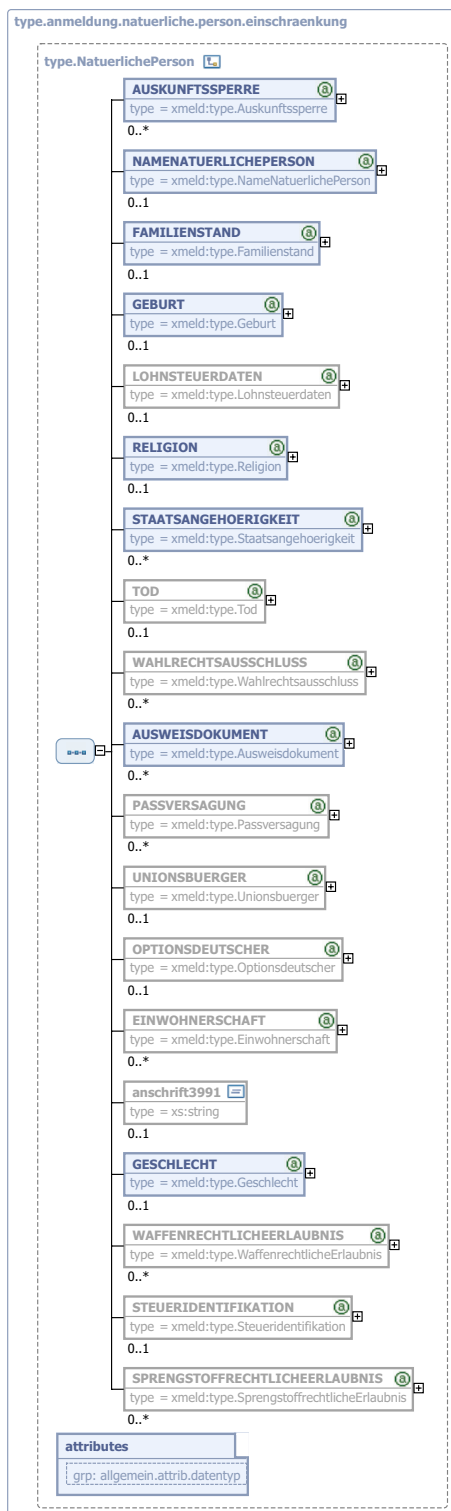 type.anmeldung.natuerliche.person.einschraenkung
type.NatuerlichePerson
AUSKUNFTSSPERRE
type = xmeld:type.Auskunftssperre
0..*
NAMENATUERLICHEPERSON
type = xmeld:type.NameNatuerlichePerson
0..1
FAMILIENSTAND
type = xmeld:type.Familienstand
0..1
GEBURT
type = xmeld:type.Geburt
0..1
LOHNSTEUERDATEN
type = xmeld:type.Lohnsteuerdaten
0..1
RELIGION
type = xmeld:type.Religion
0..1
STAATSANGEHOERIGKEIT
type = xmeld:type.Staatsangehoerigkeit
0..*
TOD
type = xmeld:type.Tod
0..1
WAHLRECHTSAUSSCHLUSS
type = xmeld:type.Wahlrechtsausschluss
0..*
AUSWEISDOKUMENT
type = xmeld:type.Ausweisdokument
0..*
PASSVERSAGUNG
type = xmeld:type.Passversagung
0..*
UNIONSBUERGER
type = xmeld:type.Unionsbuerger
0..1
OPTIONSDEUTSCHER
type = xmeld:type.Optionsdeutscher
0..1
EINWOHNERSCHAFT
type = xmeld:type.Einwohnerschaft
0..*
anschrift3991
type = xs:string
0..1
GESCHLECHT
type = xmeld:type.Geschlecht
0..1
WAFFENRECHTLICHEERLAUBNIS
type = xmeld:type.WaffenrechtlicheErlaubnis
0..*
STEUERIDENTIFIKATION
type = xmeld:type.Steueridentifikation
0..1
SPRENGSTOFFRECHTLICHEERLAUBNIS
type = xmeld:type.SprengstoffrechtlicheErlaubnis
0..*
attributes
grp: allgemein.attrib.datentyp